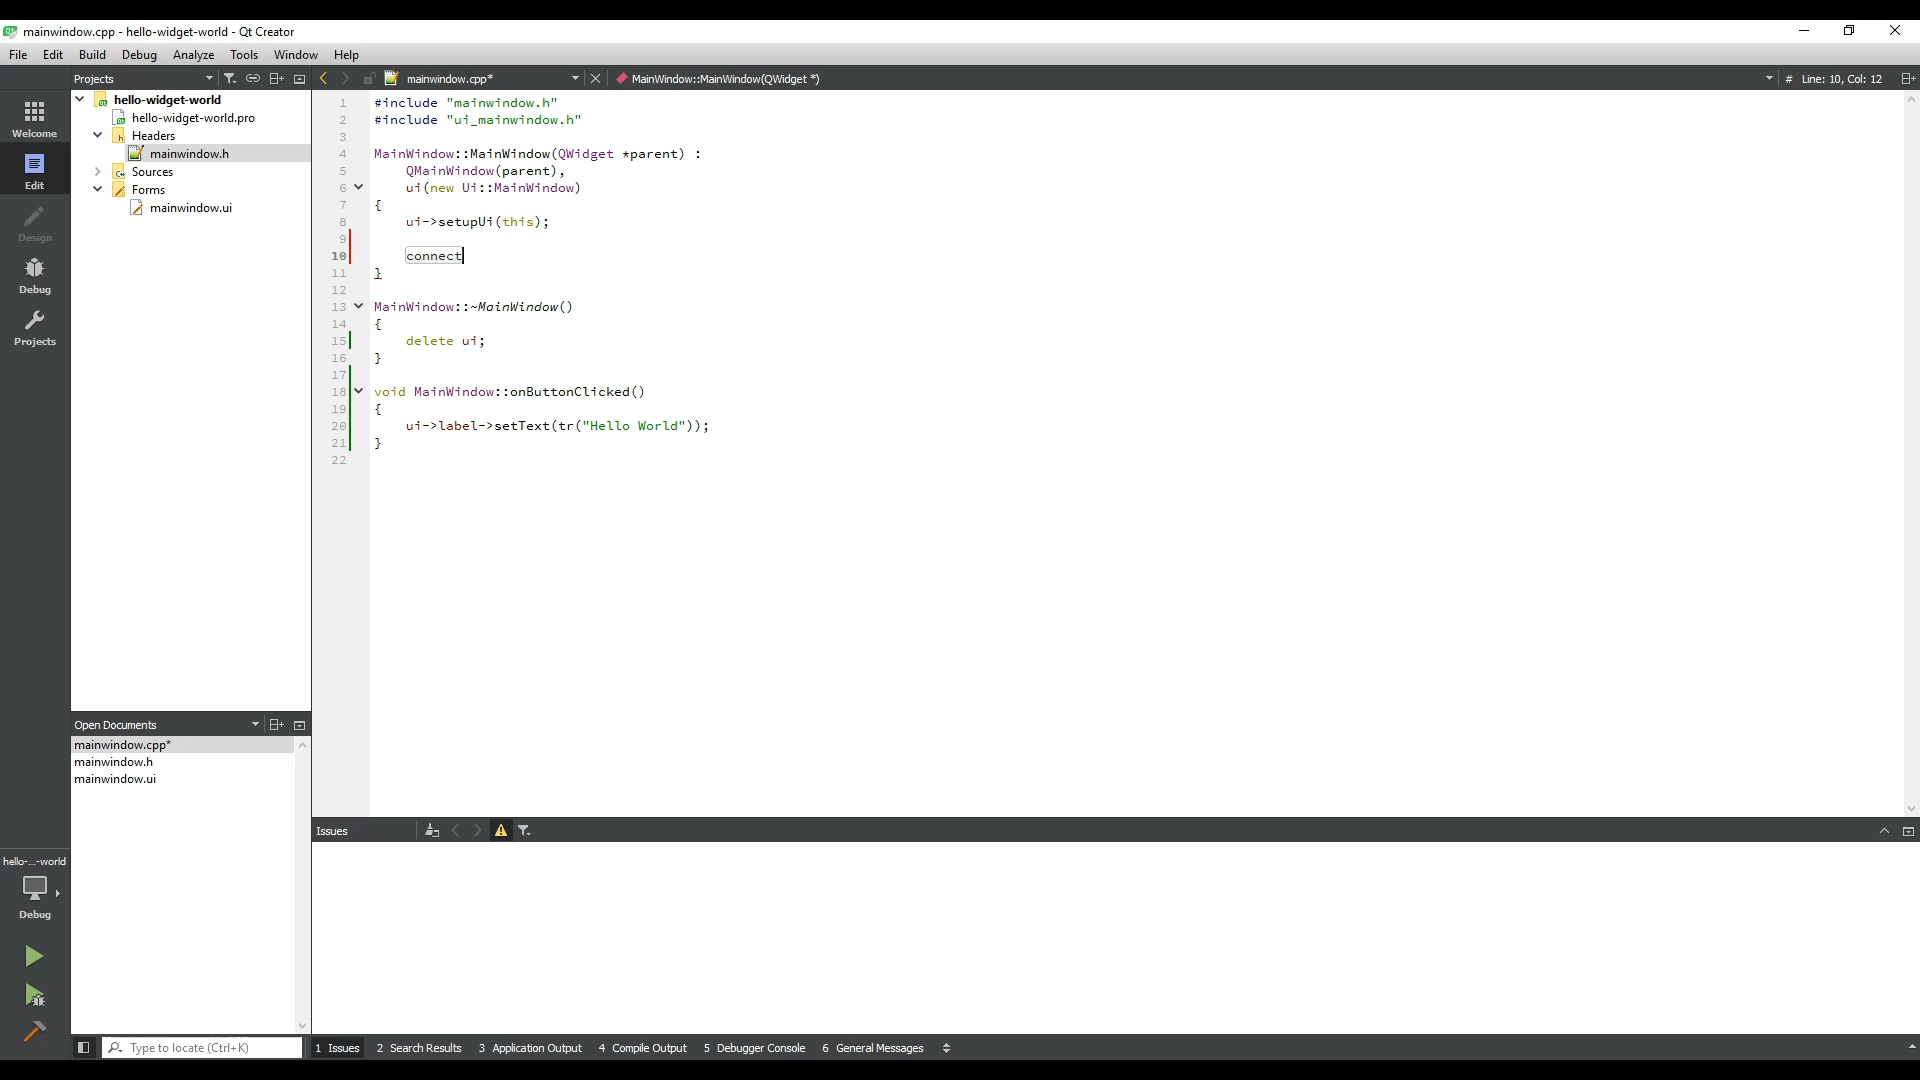 mainwindow.cpp - hello-widget-world - Qt Creator
File Edit Build Debug Analyze Tools Window Help
Projects
mainwindow.cpp*
MainWindow::MainWindow(QWidget *)
# Line: 10, Col: 12
Welcome
Edit
Design
Debug
Projects
hello-widget-world
hello-widget-world.pro
Headers
mainwindow.h
Sources
Forms
mainwindow.ui
1 #include "mainwindow.h"
2 #include "ui_mainwindow.h"
3
4 MainWindow::MainWindow(QWidget *parent) :
5 QMainWindow(parent),
6 ui(new Ui::MainWindow)
7 {
8 ui->setupUi(this);
9
10 connect
11 }
12
13 MainWindow::~MainWindow()
14 {
15 delete ui;
16 }
17
18 void MainWindow::onButtonClicked()
19 {
20 ui->label->setText(tr("Hello World"));
21 }
22
Open Documents
mainwindow.cpp*
mainwindow.h
mainwindow.ui
Issues
hello-...-world
Debug
Type to locate (Ctrl+K)
1 Issues 2 Search Results 3 Application Output 4 Compile Output 5 Debugger Console 6 General Messages